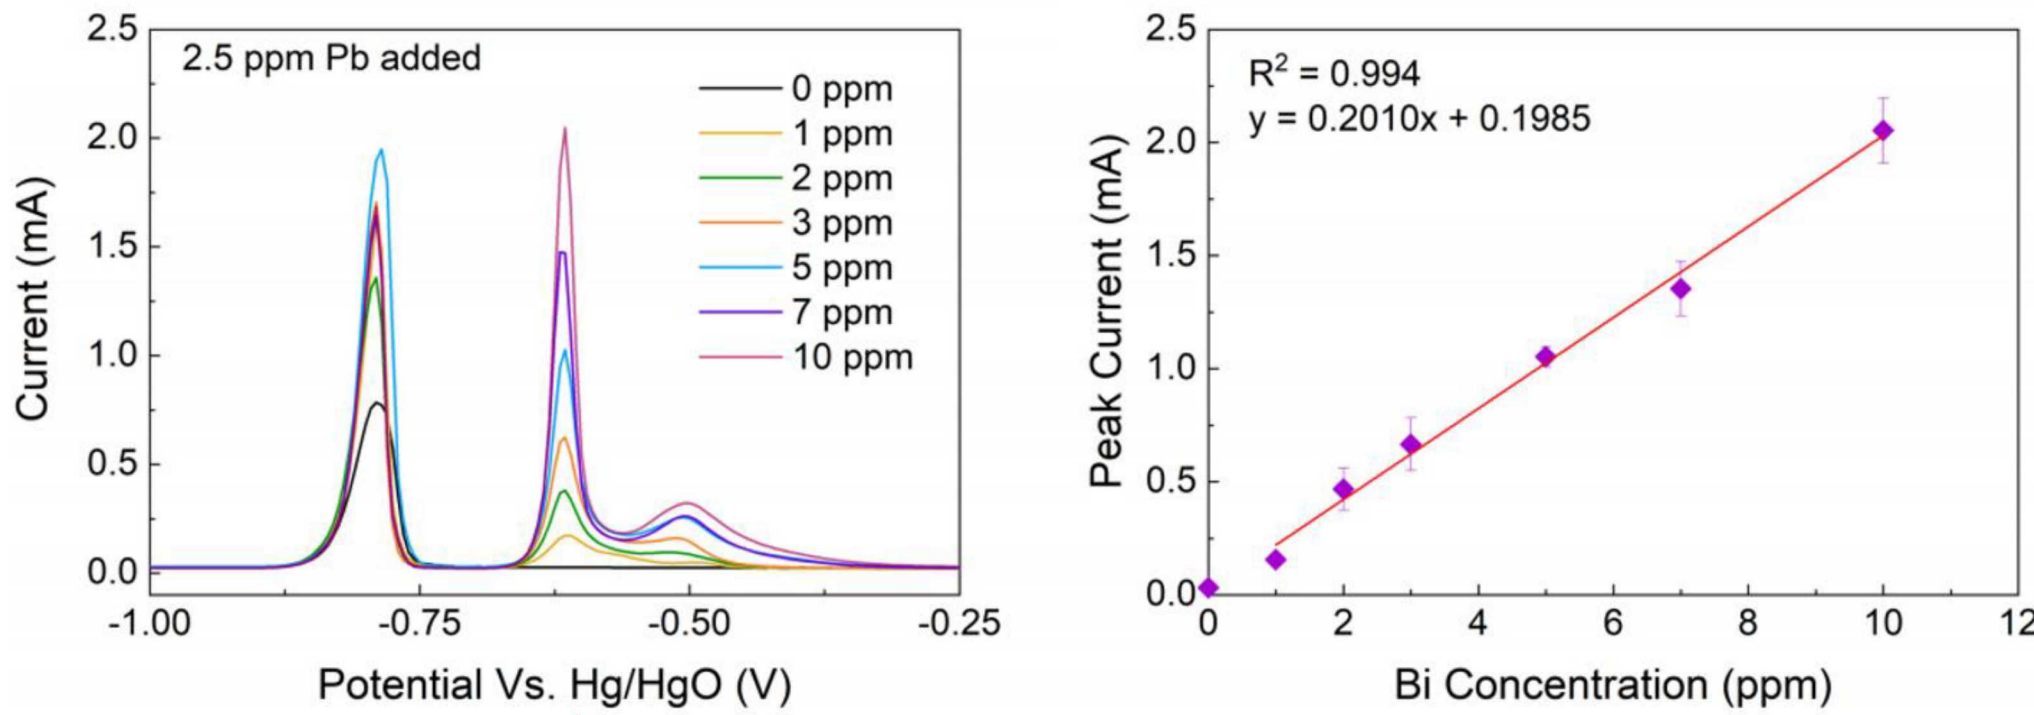 2.5 ppm Pb added
0 ppm
1 ppm
2 ppm
3 ppm
5 ppm
7 ppm
10 ppm
2.5
2.0
1.5
1.0
0.5
0.0
Current (mA)
-1.00 -0.75 -0.50 -0.25
Potential Vs. Hg/HgO (V)
R² = 0.994
y = 0.2010x + 0.1985
2.5
2.0
1.5
1.0
0.5
0.0
Peak Current (mA)
0 2 4 6 8 10 12
Bi Concentration (ppm)